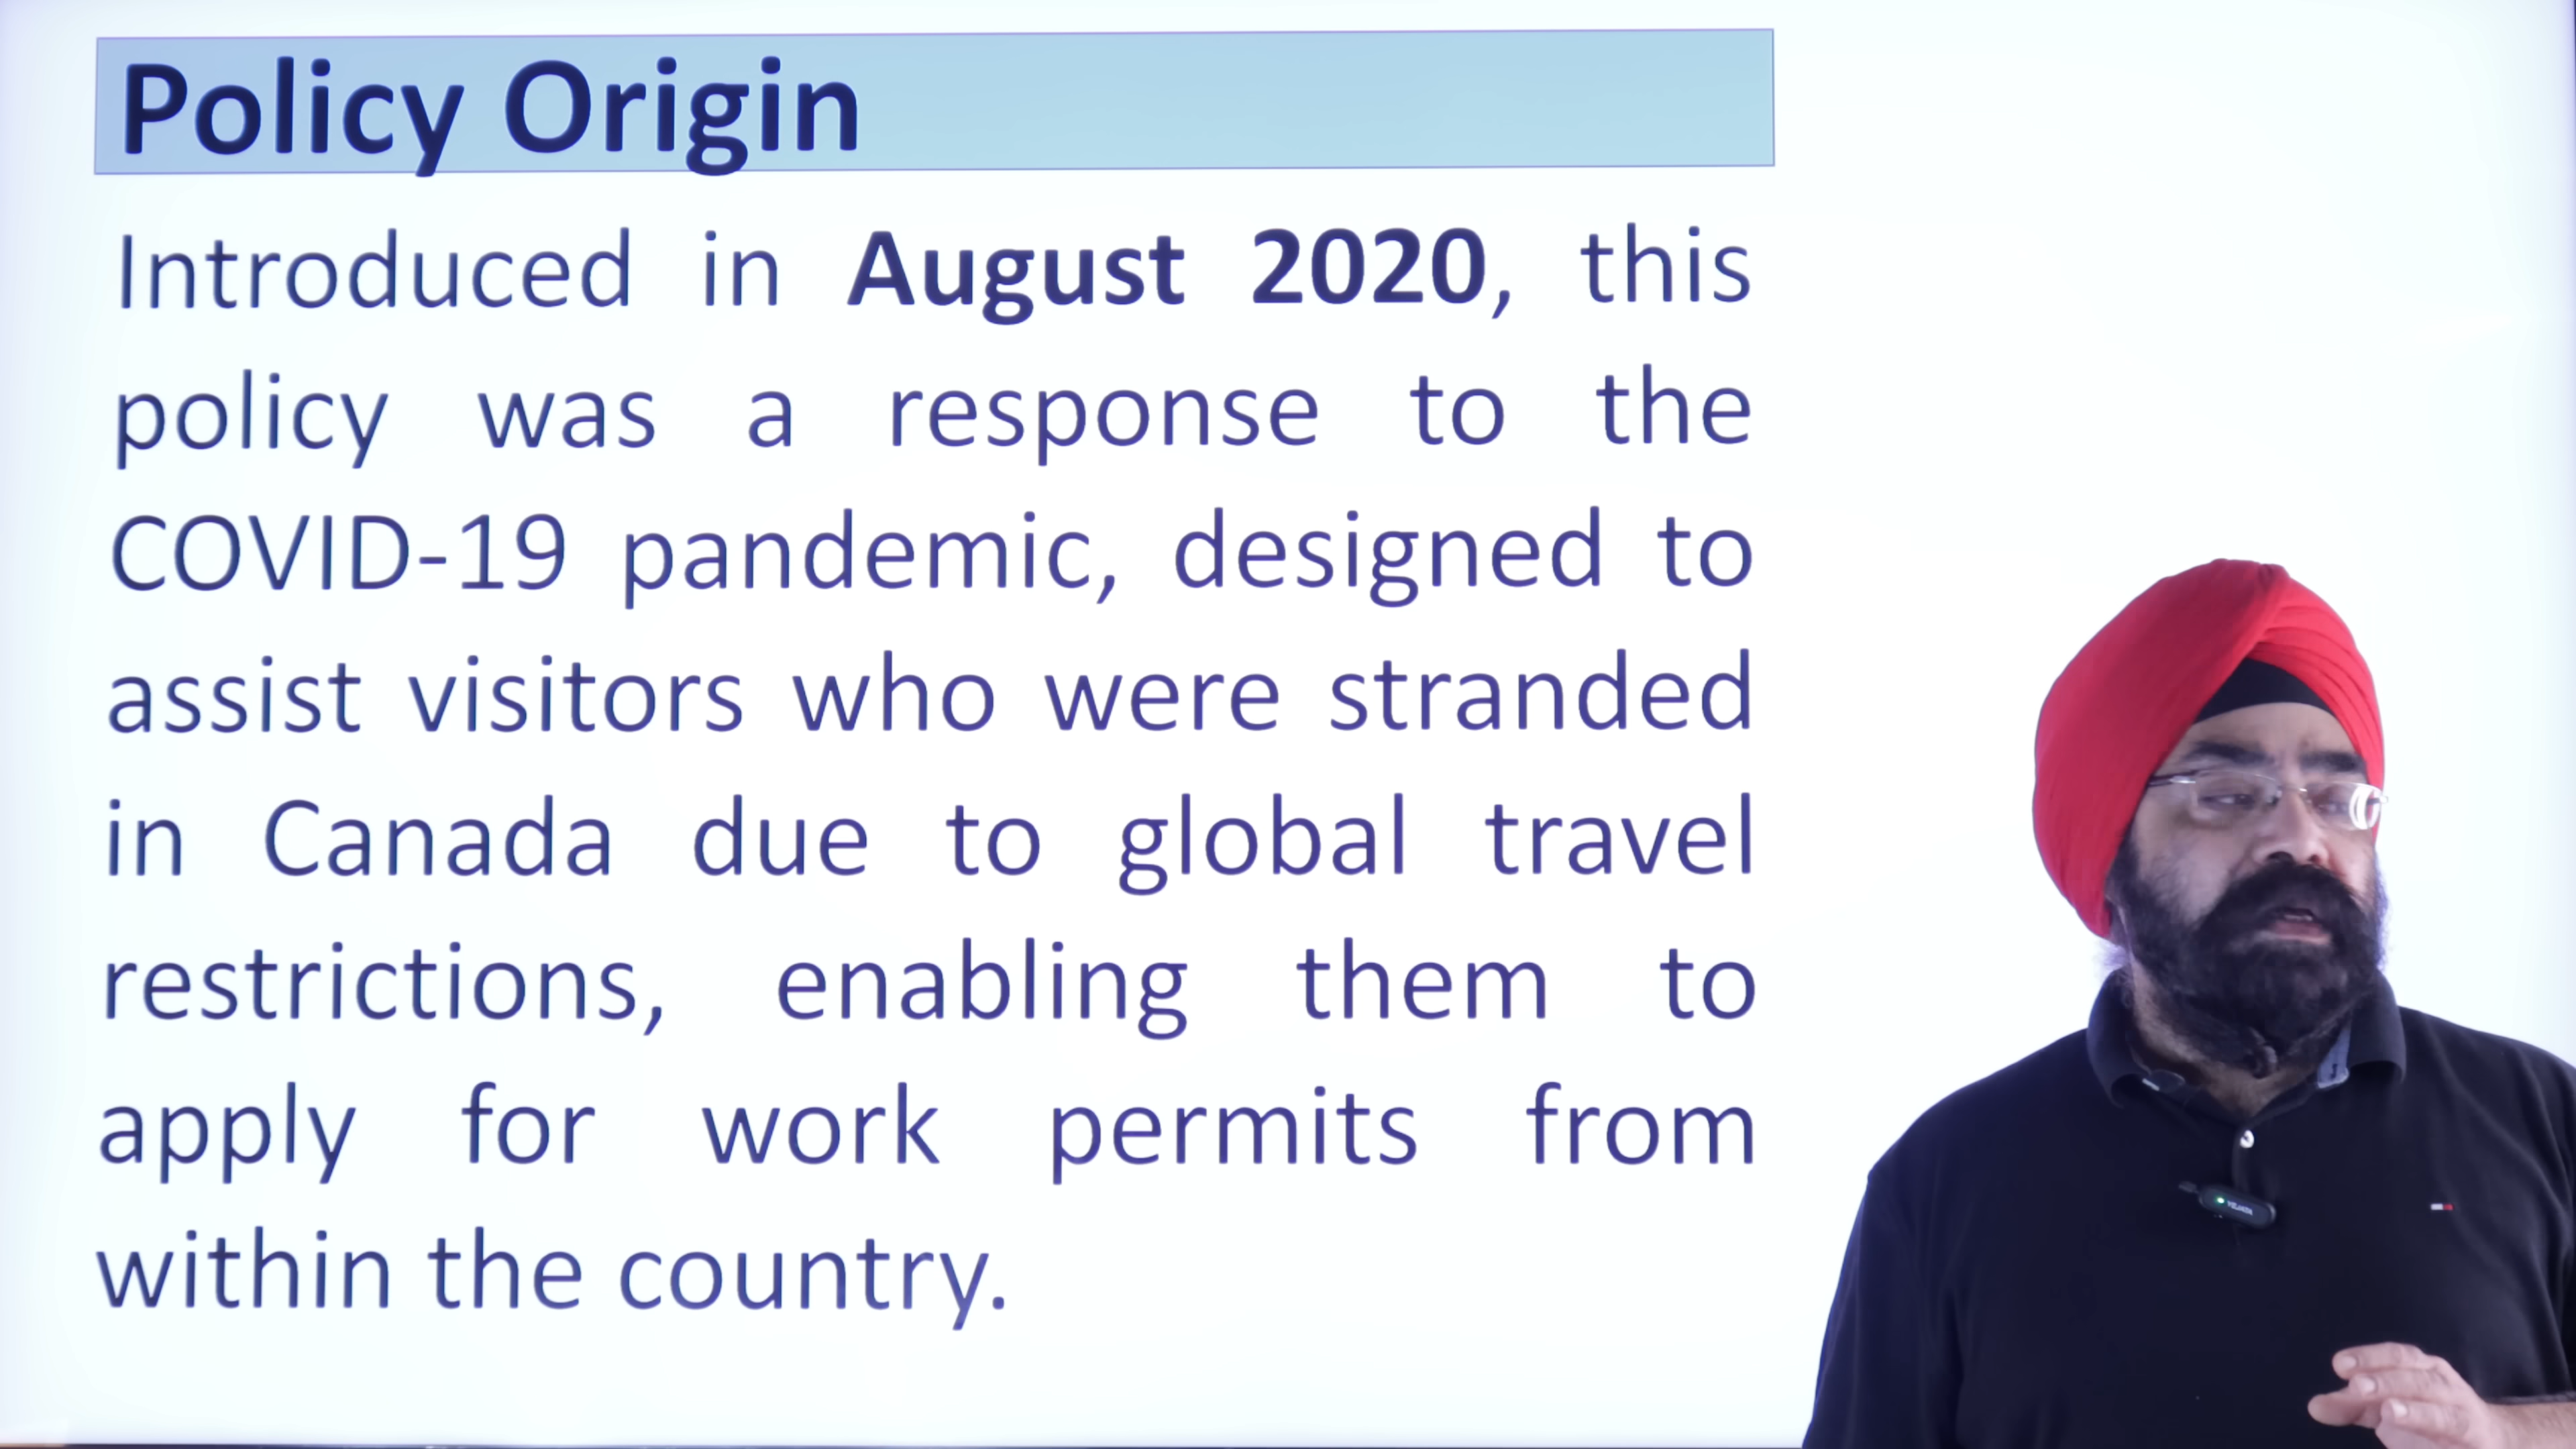 Policy Origin
Introduced in August 2020, this
policy was a response to the
COVID-19 pandemic, designed to
assist visitors who were stranded
in Canada due to global travel
restrictions, enabling them to
apply for work permits from
within the country.